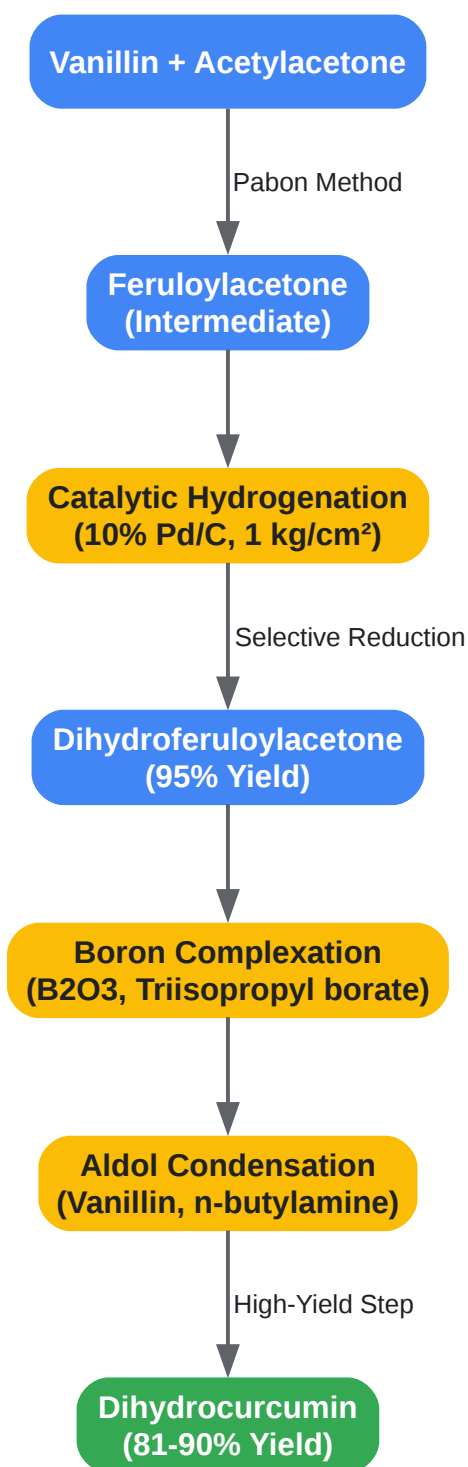 Vanillin + Acetylacetone
Pabon Method
Feruloylacetone
(Intermediate)
Catalytic Hydrogenation
(10% Pd/C, 1 kg/cm²)
Selective Reduction
Dihydroferuloylacetone
(95% Yield)
Boron Complexation
(B2O3, Triisopropyl borate)
Aldol Condensation
(Vanillin, n-butylamine)
High-Yield Step
Dihydrocurcumin
(81-90% Yield)